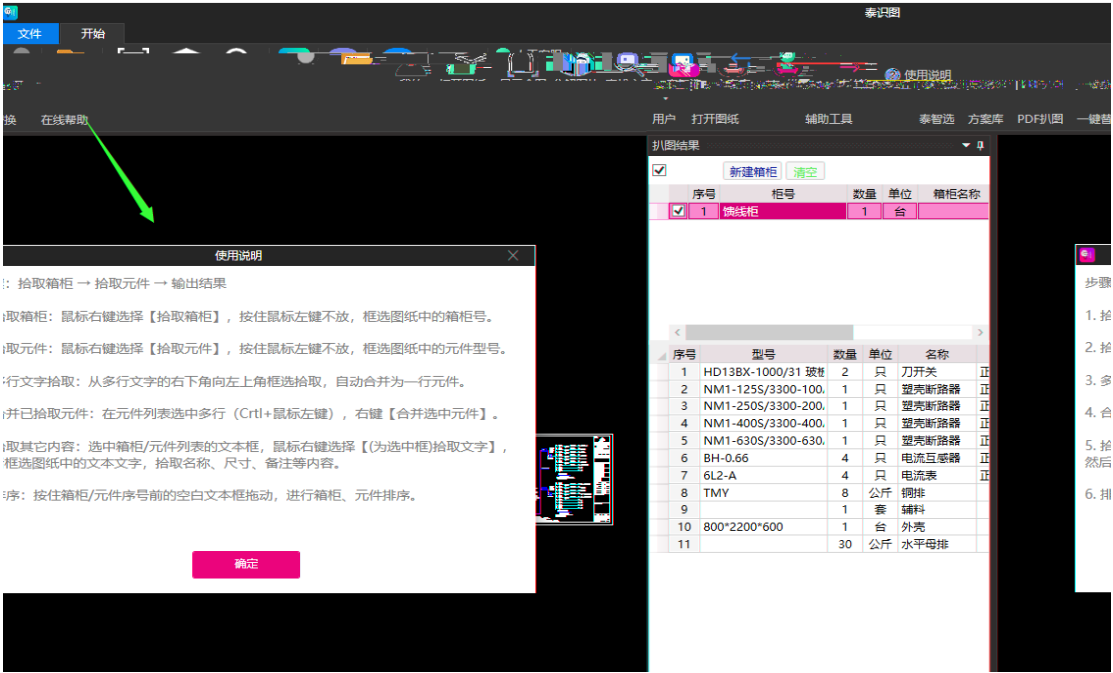 泰识图
文件 开始
使用说明
换 在线帮助 用户 打开图纸 辅助工具 泰智选 方案库 PDF扒图 一键替
扒图结果
新建箱柜 清空
序号 柜号 数量 单位 箱柜名称
1 馈线柜 1 台
使用说明
：拾取箱柜 → 拾取元件 → 输出结果
取箱柜：鼠标右键选择【拾取箱柜】，按住鼠标左键不放，框选图纸中的箱柜号。
取元件：鼠标右键选择【拾取元件】，按住鼠标左键不放，框选图纸中的元件型号。
行文字拾取：从多行文字的右下角向左上角框选拾取，自动合并为一行元件。
并已拾取元件：在元件列表选中多行（Crtl+鼠标左键），右键【合并选中元件】。
取其它内容：选中箱柜/元件列表的文本框，鼠标右键选择【(为选中框)拾取文字】，
框选图纸中的文本文字，拾取名称、尺寸、备注等内容。
序：按住箱柜/元件序号前的空白文本框拖动，进行箱柜、元件排序。
确定
序号 型号 数量 单位 名称
1 HD13BX-1000/31 玻 2 只 刀开关 正
2 NM1-125S/3300-100, 1 只 塑壳断路器 正
3 NM1-250S/3300-200, 1 只 塑壳断路器 正
4 NM1-400S/3300-400, 1 只 塑壳断路器 正
5 NM1-630S/3300-630, 1 只 塑壳断路器 正
6 BH-0.66 4 只 电流互感器 正
7 6L2-A 4 只 电流表 正
8 TMY 8 公斤 铜排
9 1 套 辅料
10 800*2200*600 1 台 外壳
11 30 公斤 水平母排
步骤
1. 拾
2. 拾
3. 多
4. 合
5. 拾
然后
6. 排